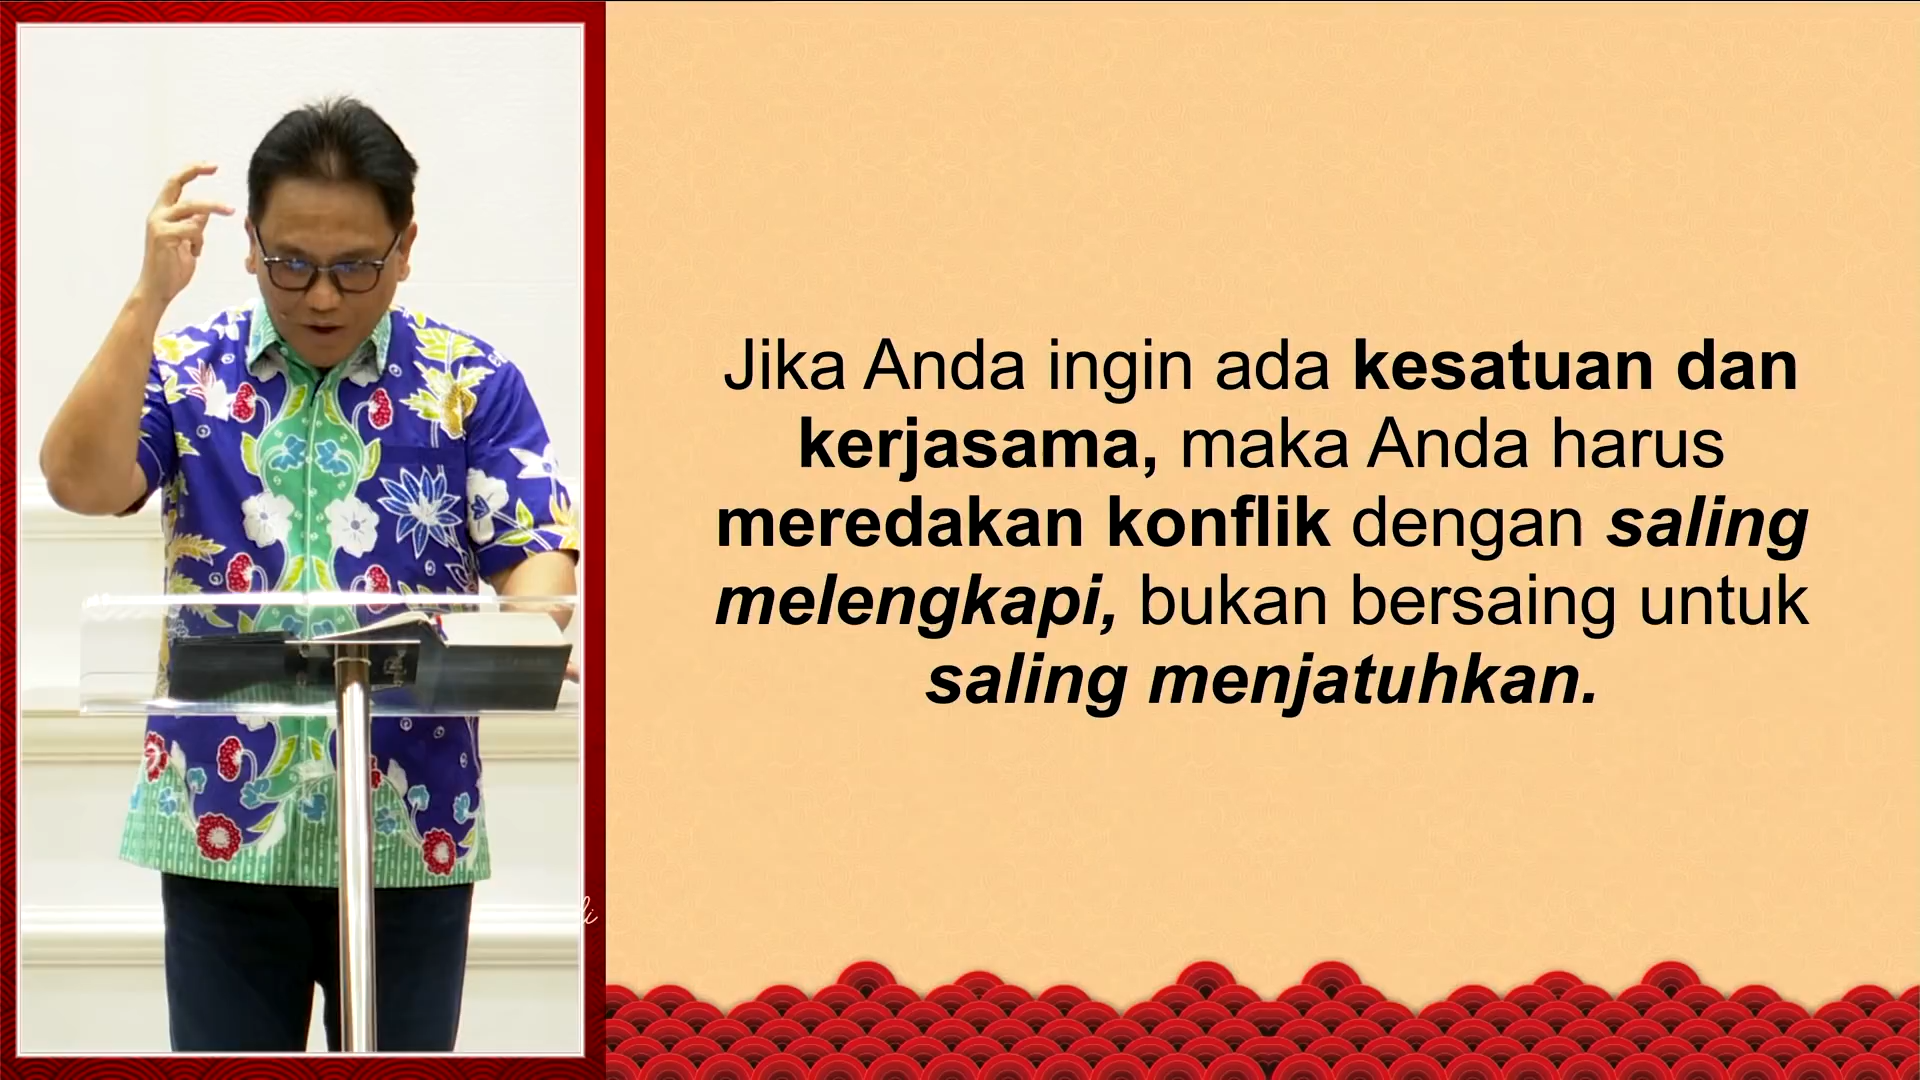 Jika Anda ingin ada kesatuan dan
kerjasama, maka Anda harus
meredakan konflik dengan saling
melengkapi, bukan bersaing untuk
saling menjatuhkan.